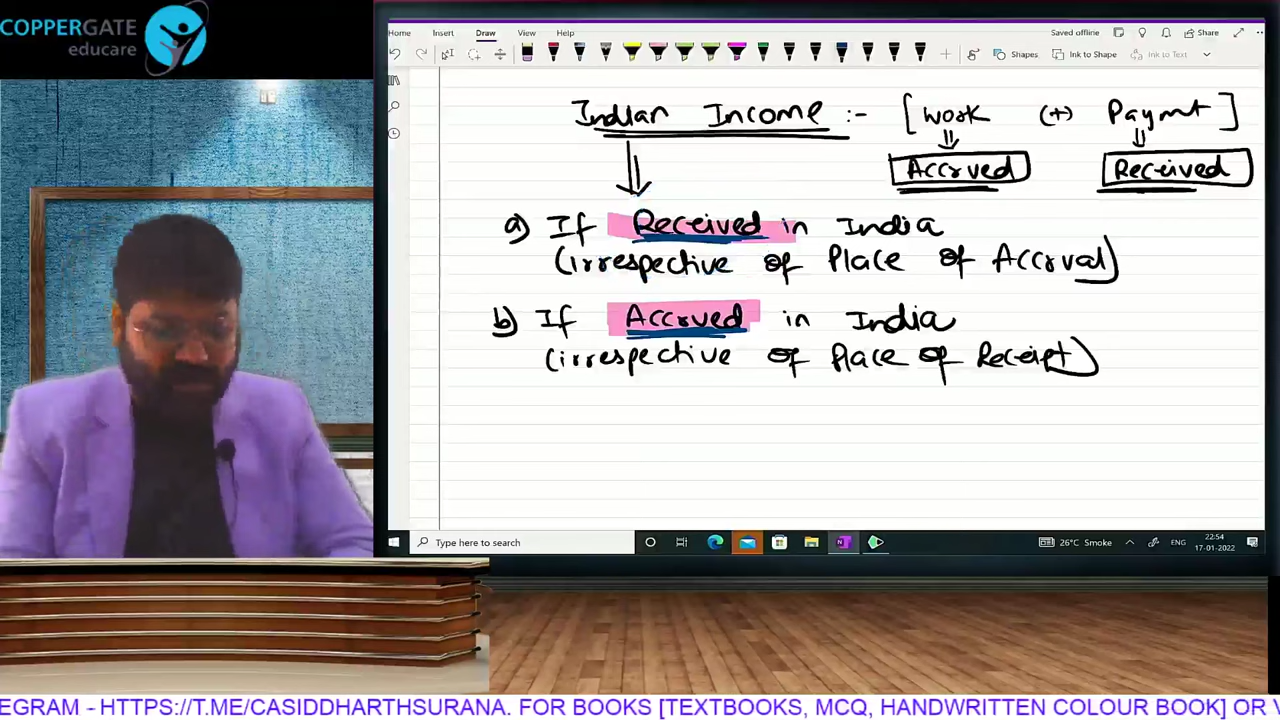 COPPERGATE
educare
Home Insert Draw View Help
Saved offline
Share
Shapes
Ink to Shape
Ink to Text
Indian Income :- [work (+) Paymt]
Accrued Received
a) If Received in India
(irrespective of Place of Accrual)
b) If Accrued in India
(irrespective of Place of Receipt)
Type here to search
26°C Smoke
ENG
22:54
17-01-2022
EGRAM - HTTPS://T.ME/CASIDDHARTHSURANA. FOR BOOKS [TEXTBOOKS, MCQ, HANDWRITTEN COLOUR BOOK] OR